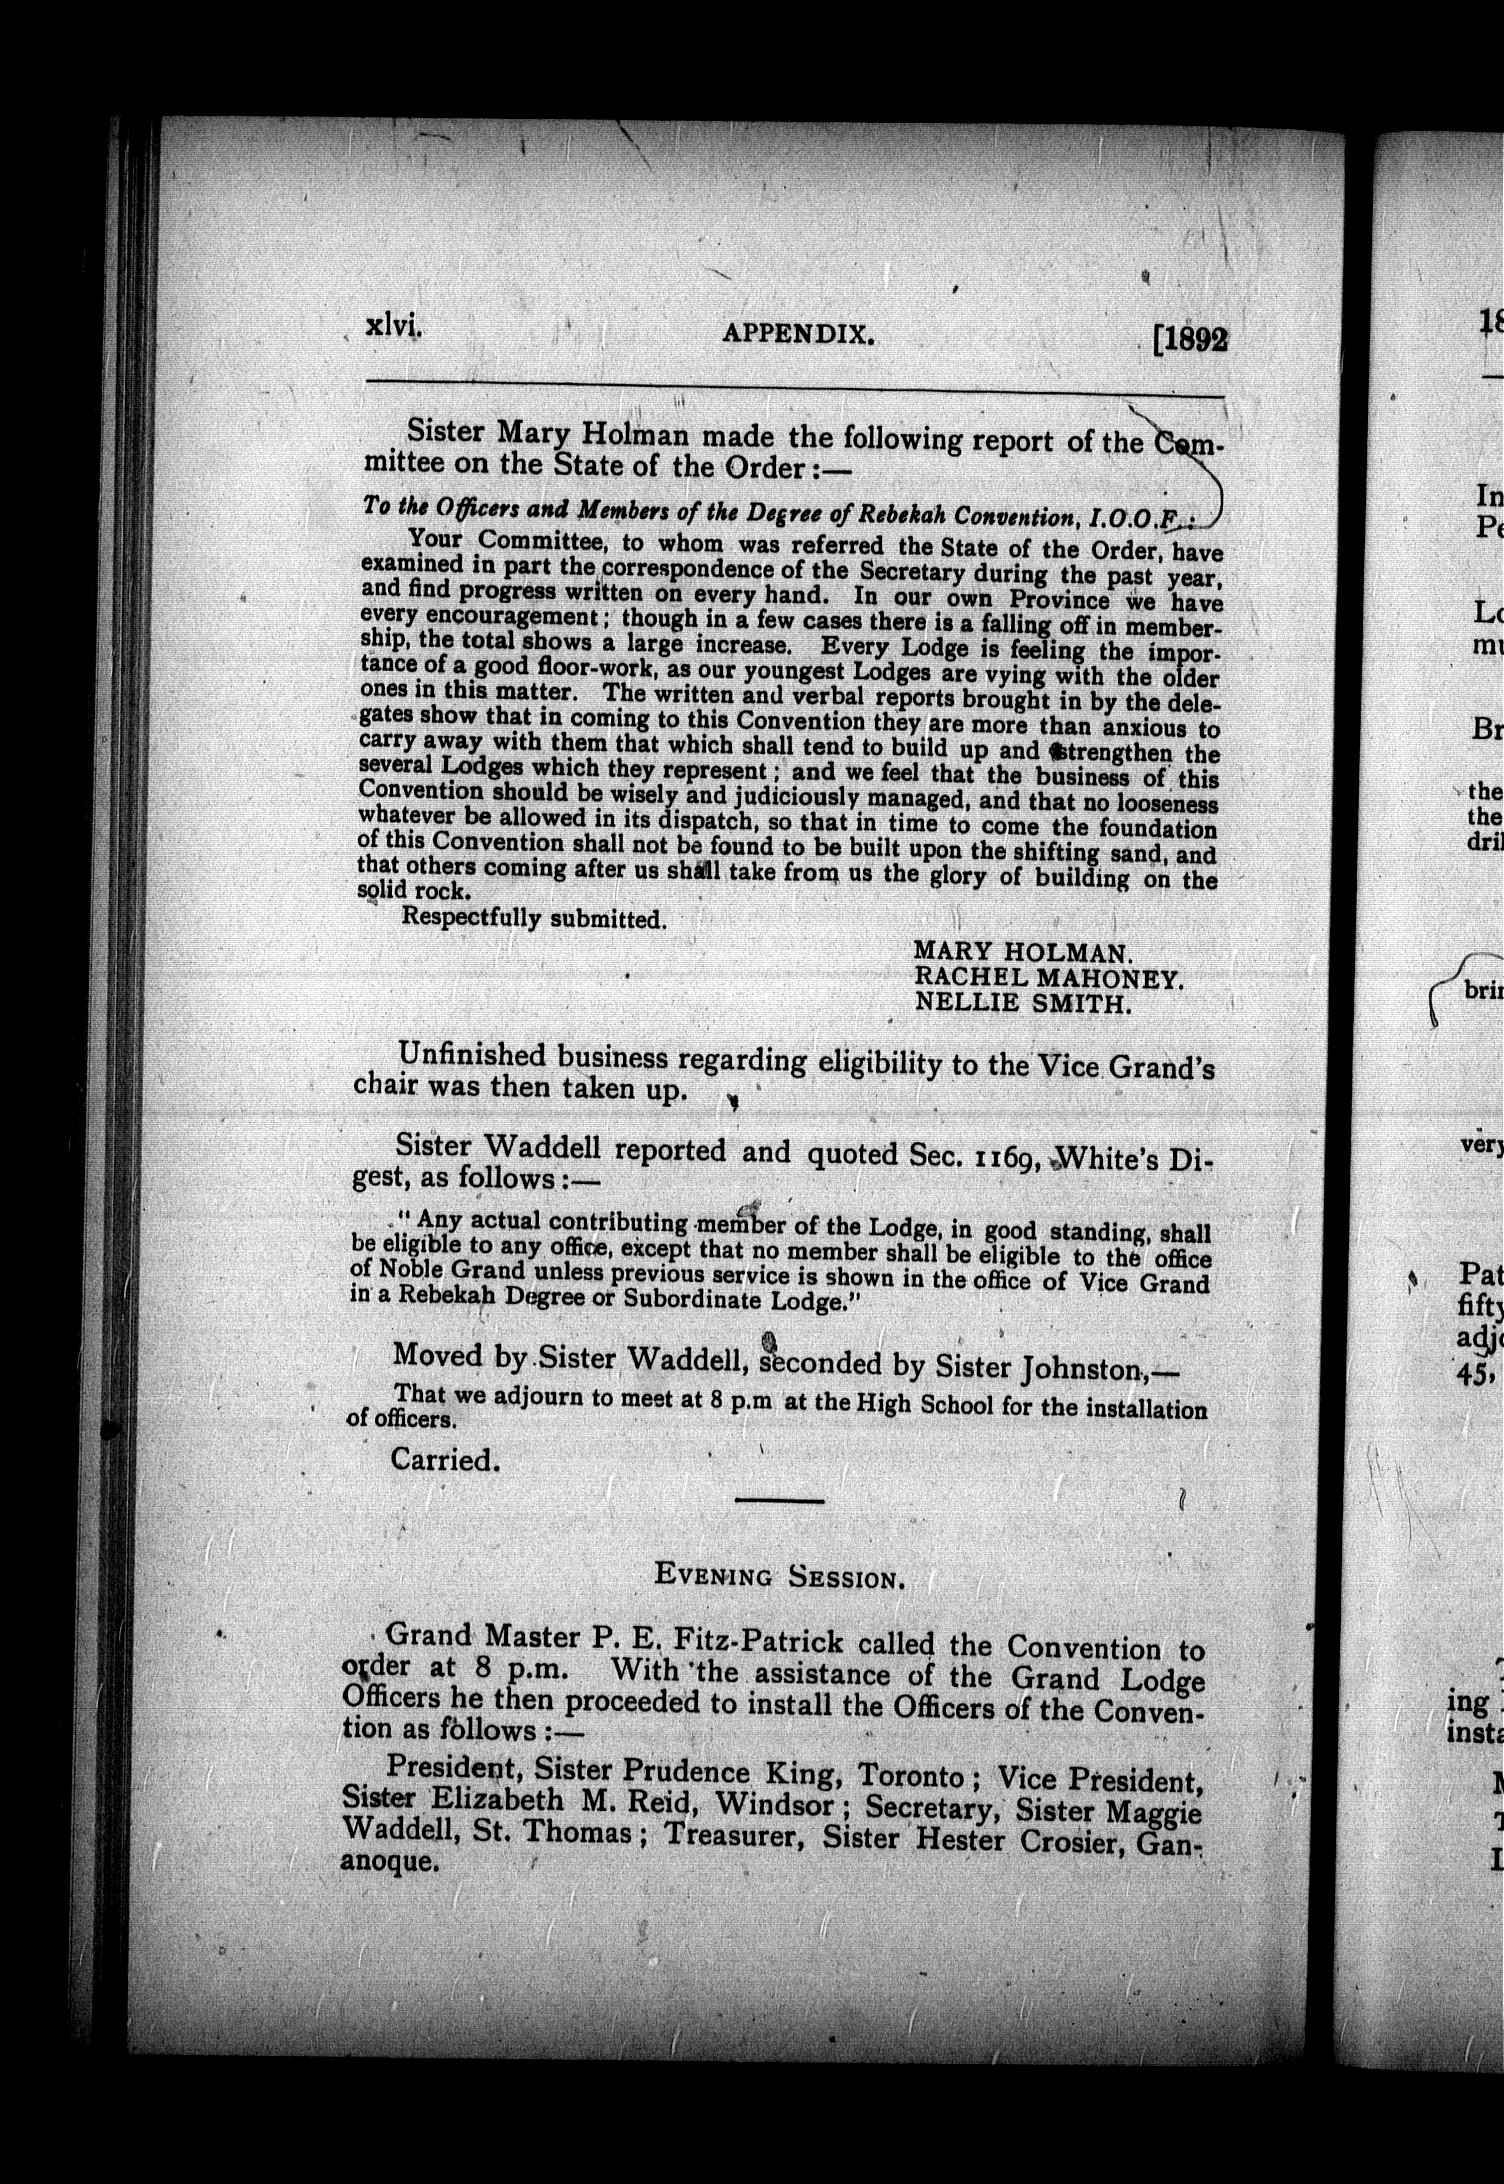 xlvi. APPENDIX. [1892
Sister Mary Holman made the following report of the Com-
mittee on the State of the Order :—
To the Officers and Members of the Degree of Rebekah Convention, I.O.O.F. :
Your Committee, to whom was referred the State of the Order, have
examined in part the correspondence of the Secretary during the past year,
and find progress written on every hand. In our own Province we have
every encouragement ; though in a few cases there is a falling off in member-
ship, the total shows a large increase. Every Lodge is feeling the impor-
tance of a good floor-work, as our youngest Lodges are vying with the older
ones in this matter. The written and verbal reports brought in by the dele-
gates show that in coming to this Convention they are more than anxious to
carry away with them that which shall tend to build up and strengthen the
several Lodges which they represent ; and we feel that the business of this
Convention should be wisely and judiciously managed, and that no looseness
whatever be allowed in its dispatch, so that in time to come the foundation
of this Convention shall not be found to be built upon the shifting sand, and
that others coming after us shall take from us the glory of building on the
solid rock.
Respectfully submitted.
MARY HOLMAN.
RACHEL MAHONEY.
NELLIE SMITH.
Unfinished business regarding eligibility to the Vice Grand's
chair was then taken up.
Sister Waddell reported and quoted Sec. 1169, White's Di-
gest, as follows :—
" Any actual contributing member of the Lodge, in good standing, shall
be eligible to any office, except that no member shall be eligible to the office
of Noble Grand unless previous service is shown in the office of Vice Grand
in a Rebekah Degree or Subordinate Lodge."
Moved by Sister Waddell, seconded by Sister Johnston,—
That we adjourn to meet at 8 p.m at the High School for the installation
of officers.
Carried.
EVENING SESSION.
Grand Master P. E. Fitz-Patrick called the Convention to
order at 8 p.m. With the assistance of the Grand Lodge
Officers he then proceeded to install the Officers of the Conven-
tion as follows :—
President, Sister Prudence King, Toronto ; Vice President,
Sister Elizabeth M. Reid, Windsor ; Secretary, Sister Maggie
Waddell, St. Thomas ; Treasurer, Sister Hester Crosier, Gan-
anoque.